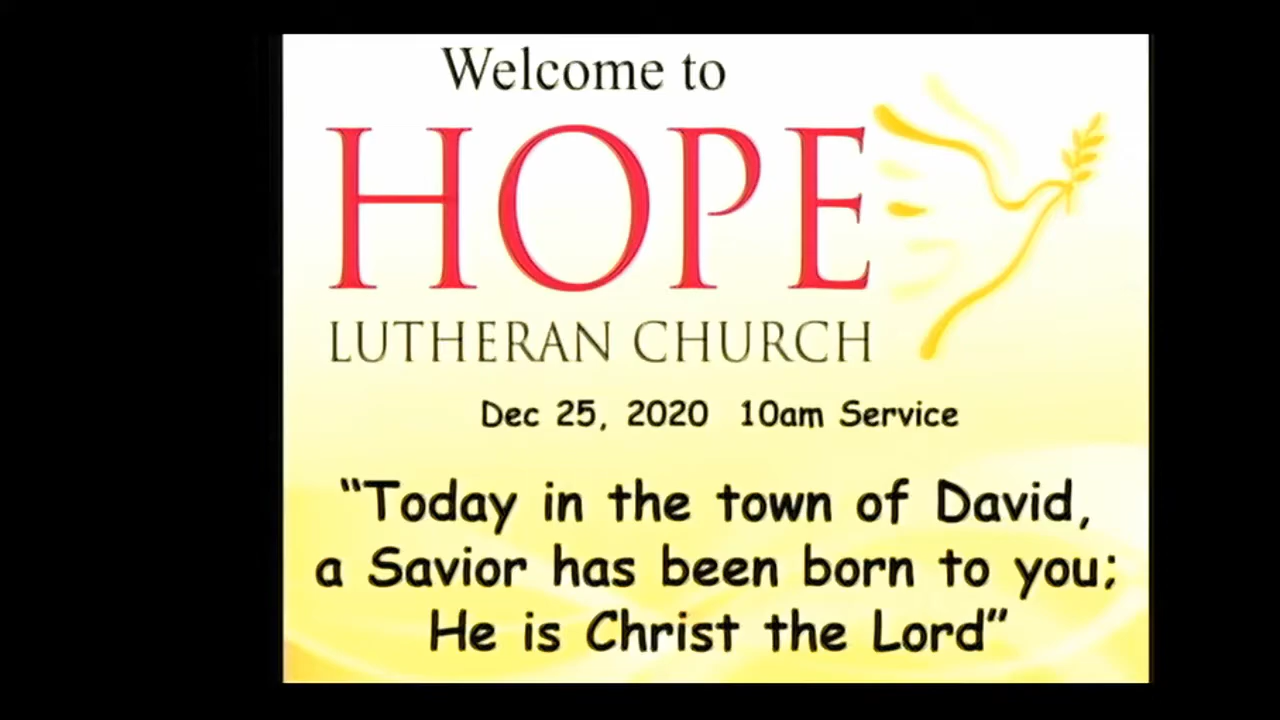 Welcome to
HOPE
LUTHERAN CHURCH
Dec 25, 2020 10am Service
“Today in the town of David,
a Savior has been born to you;
He is Christ the Lord”